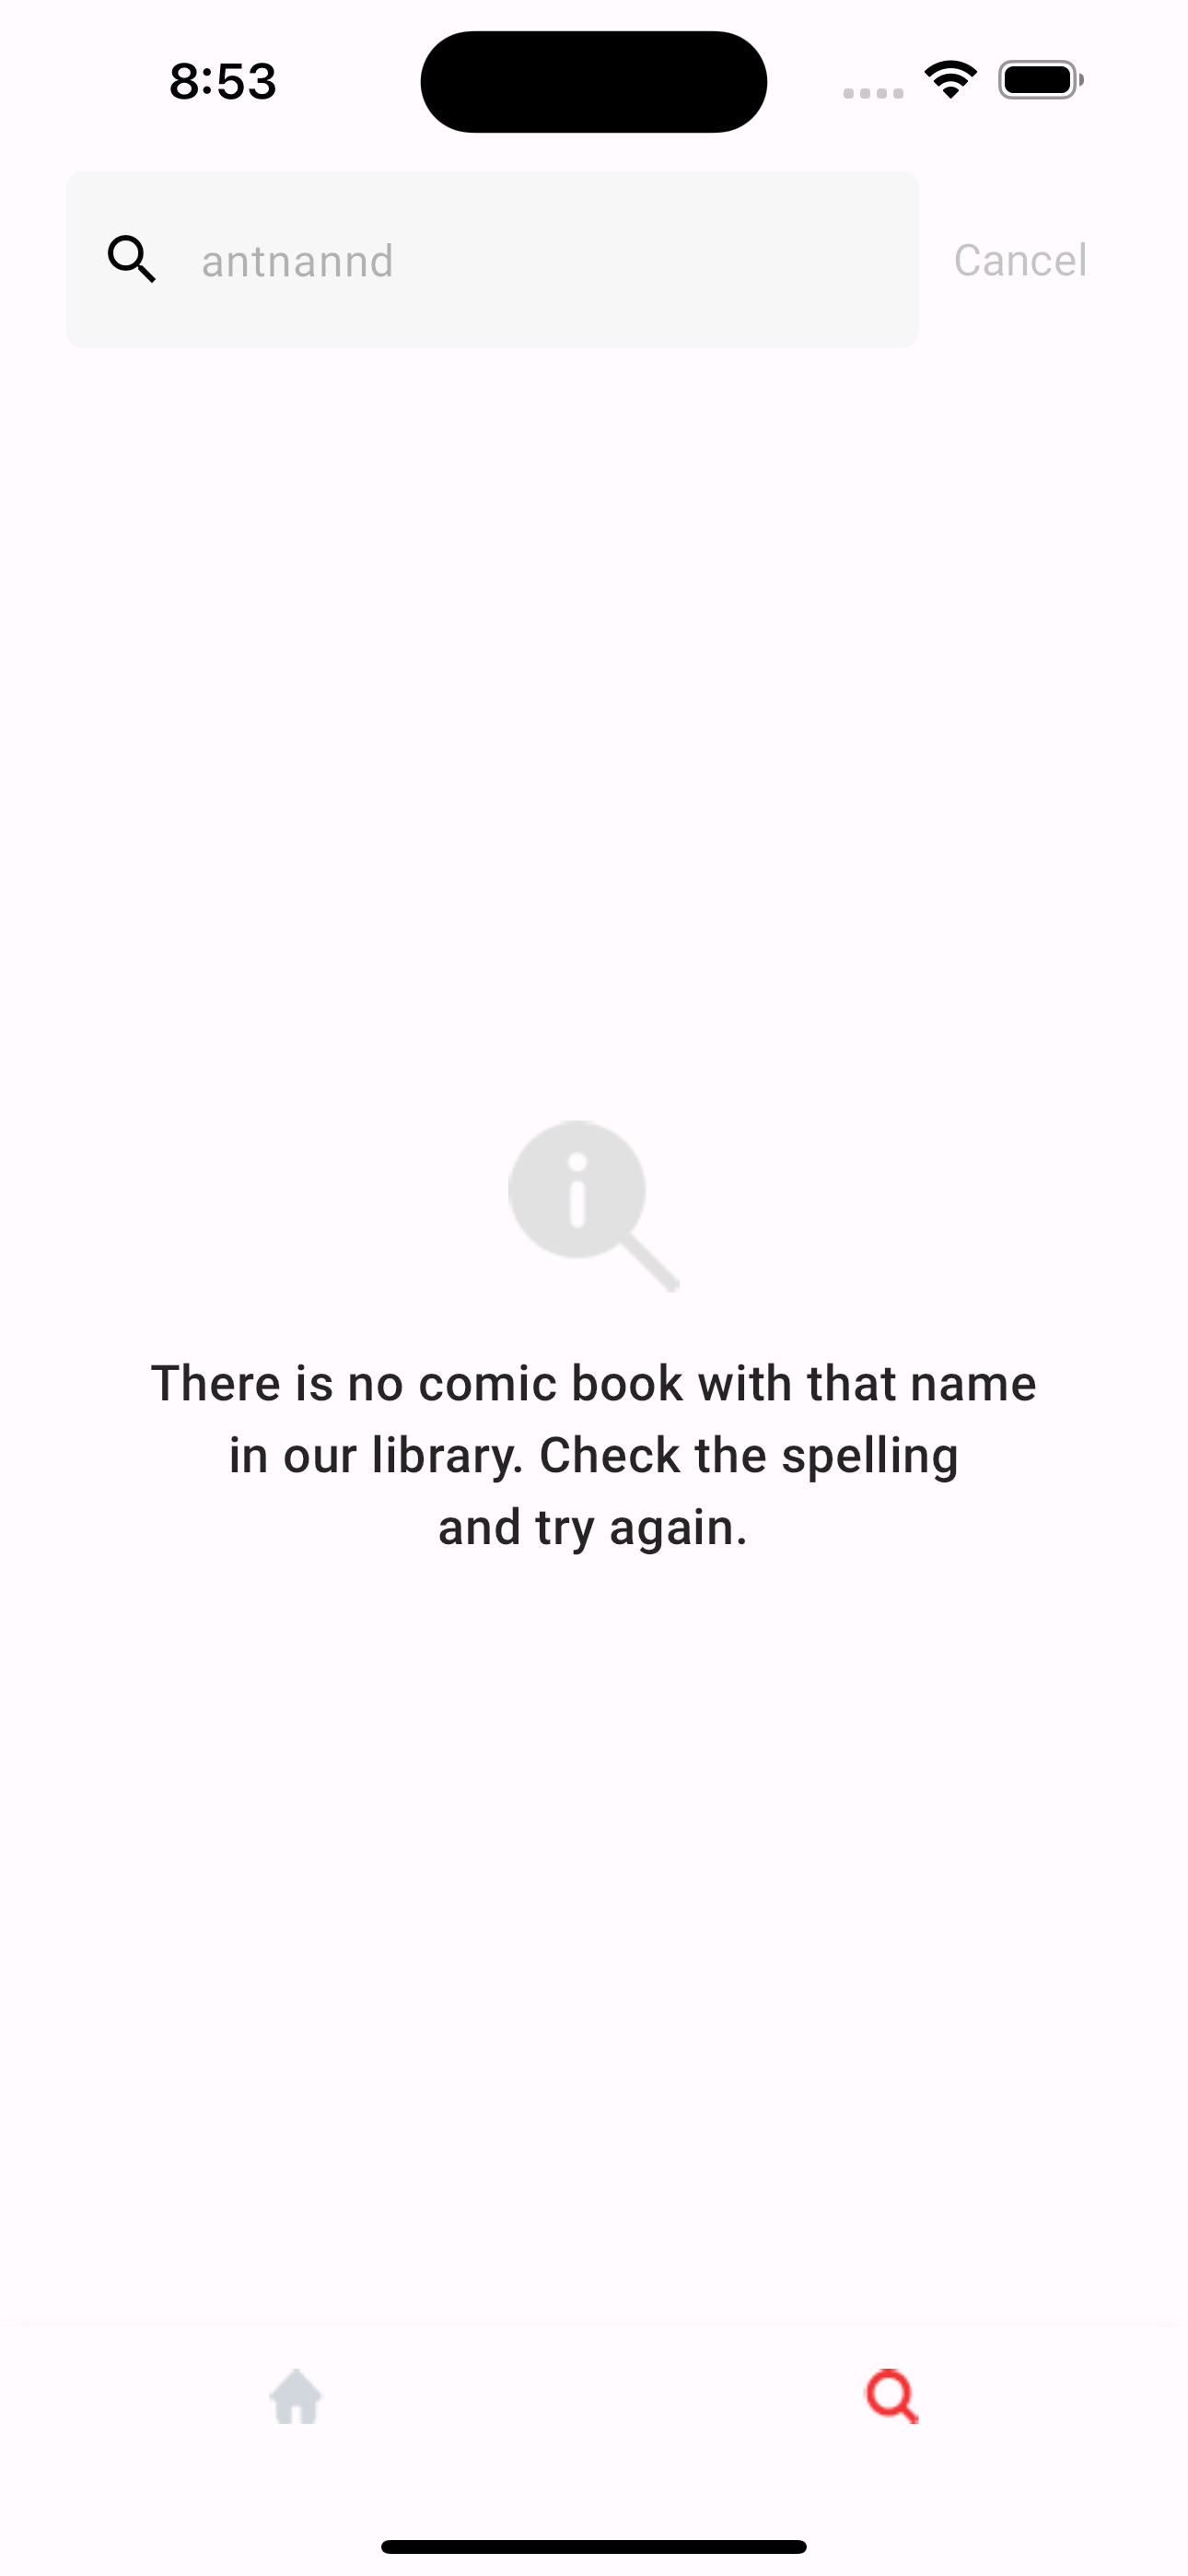 8:53
antnannd
Cancel
There is no comic book with that name
in our library. Check the spelling
and try again.